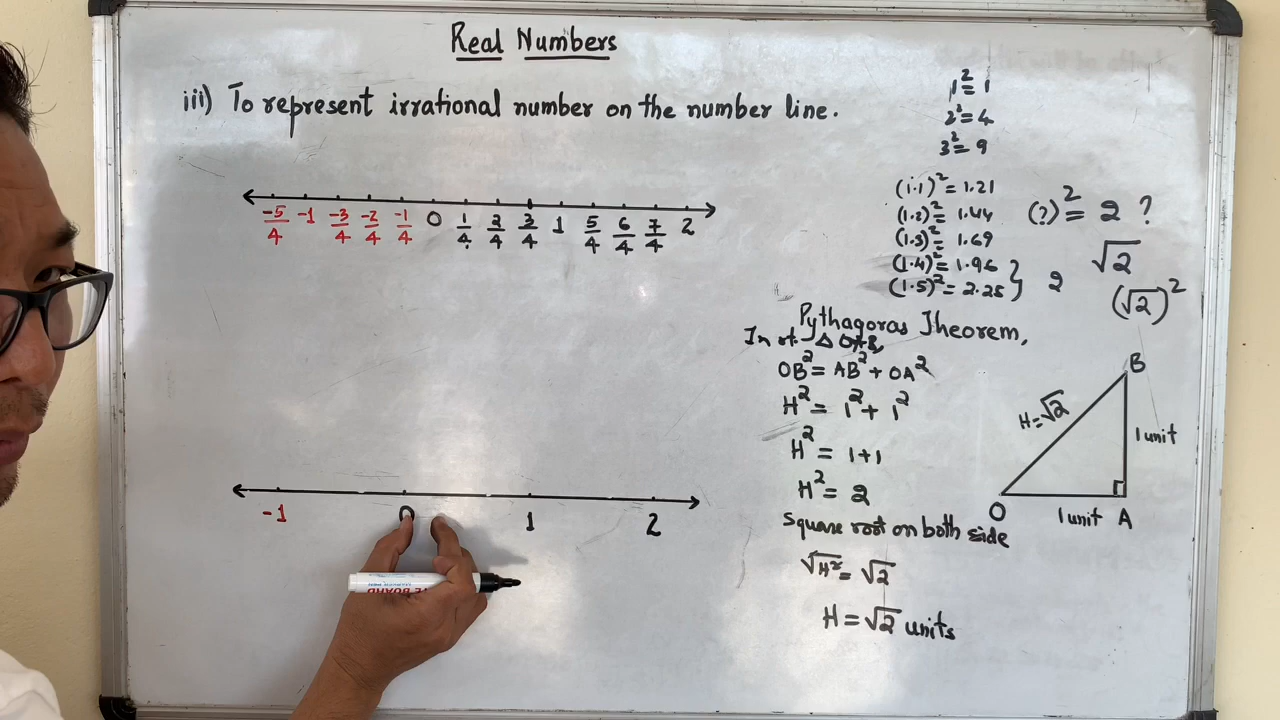 Real Numbers
iii) To represent irrational number on the number line.
1² = 1
2² = 4
3² = 9
-5/4 -1 -3/4 -2/4 -1/4 0 1/4 2/4 3/4 1 5/4 6/4 7/4 2
(1.1)² = 1.21
(1.2)² = 1.44
(1.3)² = 1.69
(1.4)² = 1.96
(1.5)² = 2.25 } 2
(?)² = 2 ?
√2
(√2)²
Pythagoras Theorem,
In rt. △ OAB,
OB² = AB² + OA²
H² = 1² + 1²
H² = 1+1
H² = 2
Square root on both side
√H² = √2
H = √2 units
B
H=√2
1 unit
O 1 unit A
-1 0 1 2